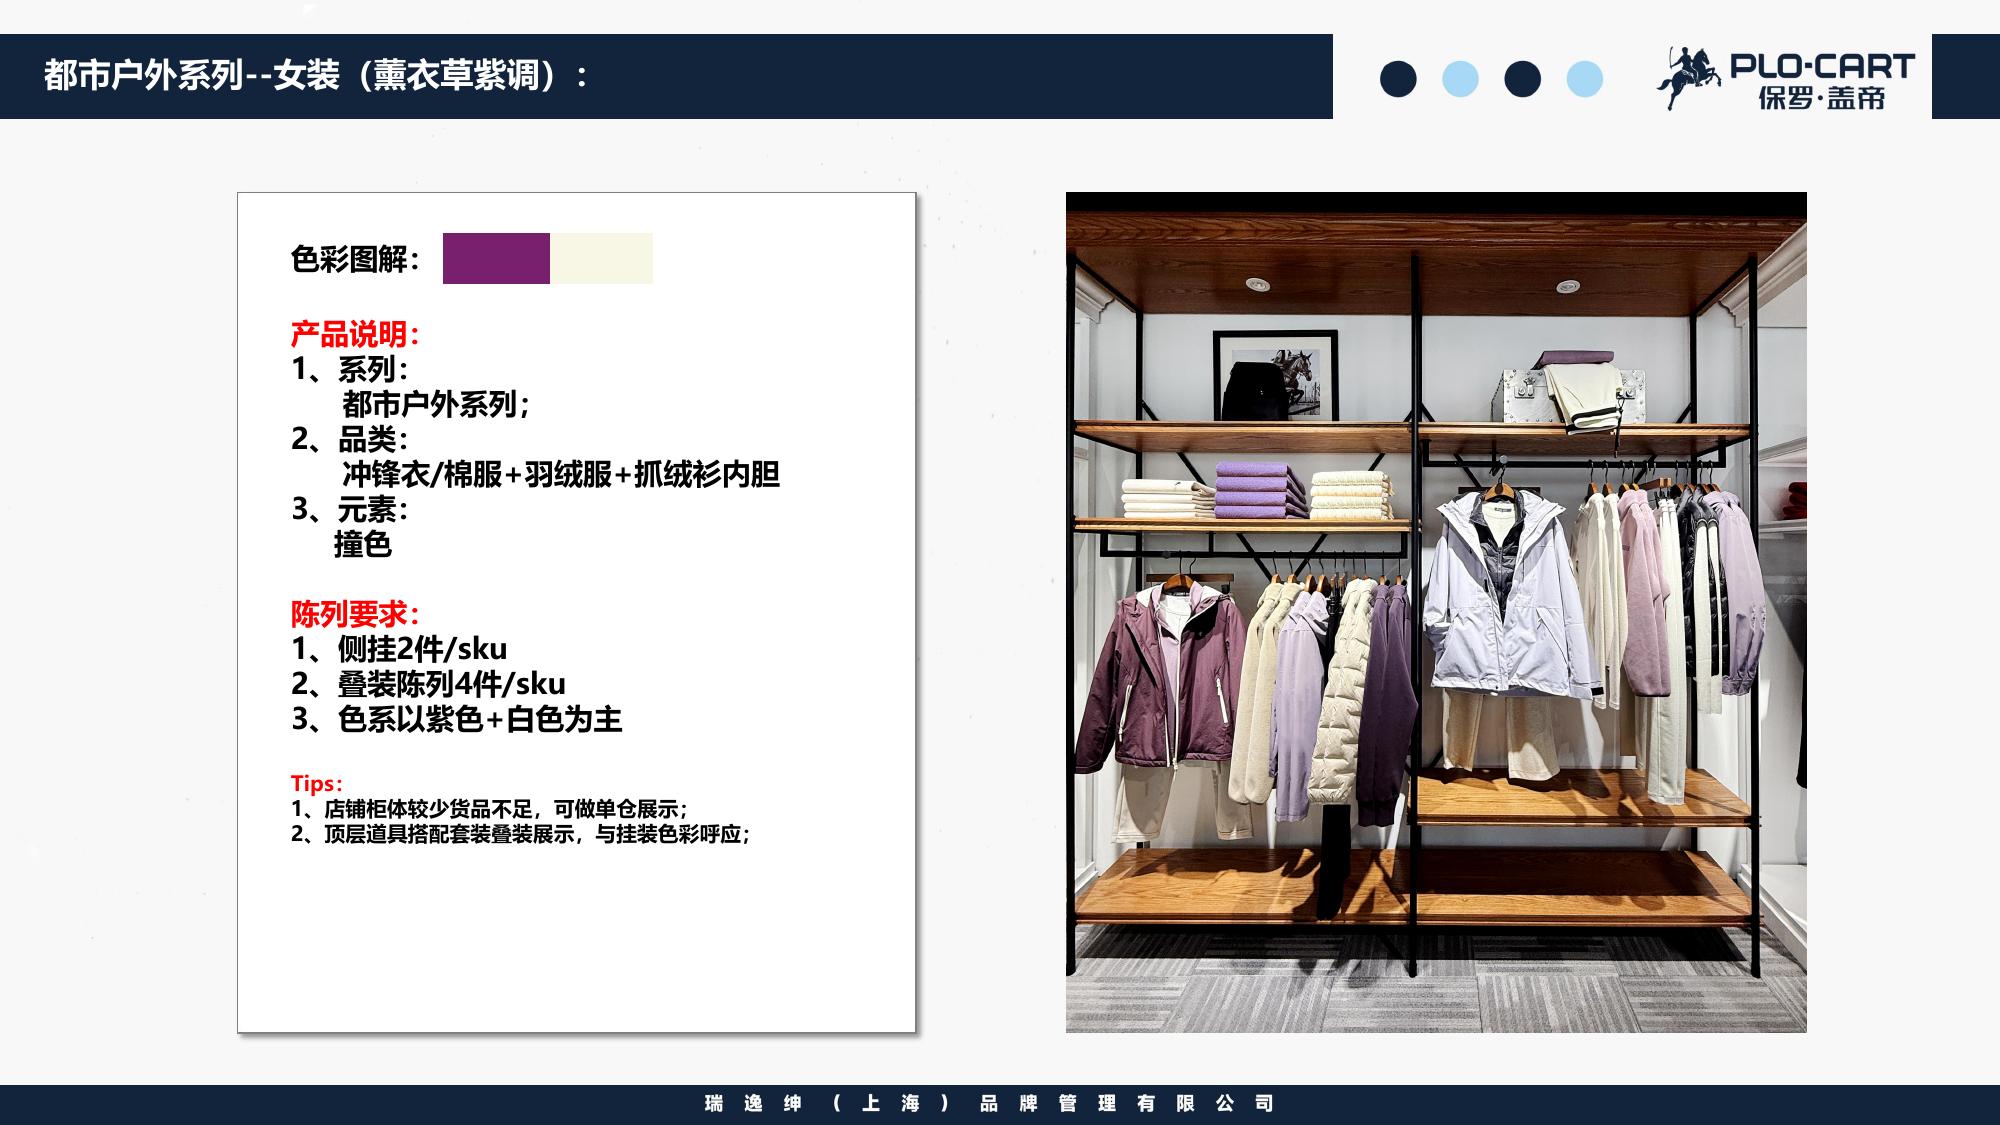 都市户外系列--女装（薰衣草紫调）：
PLO·CART
保罗·盖帝
色彩图解：
产品说明：
1、系列：
都市户外系列；
2、品类：
冲锋衣/棉服+羽绒服+抓绒衫内胆
3、元素：
撞色
陈列要求：
1、侧挂2件/sku
2、叠装陈列4件/sku
3、色系以紫色+白色为主
Tips：
1、店铺柜体较少货品不足，可做单仓展示；
2、顶层道具搭配套装叠装展示，与挂装色彩呼应；
瑞逸绅（上海）品牌管理有限公司